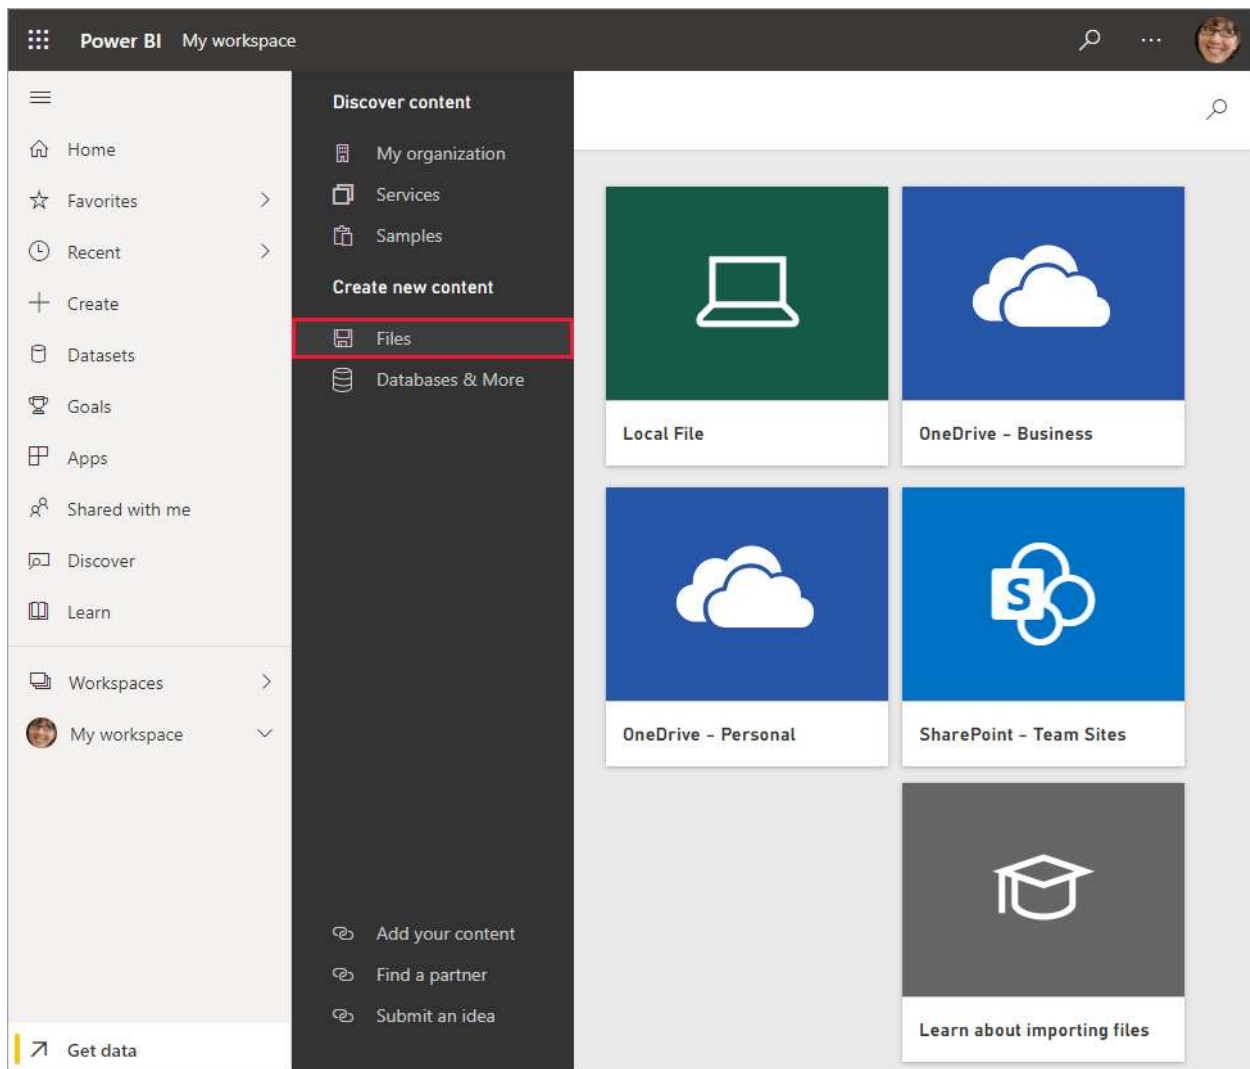 Power BI My workspace
Home
Favorites
Recent
Create
Datasets
Goals
Apps
Shared with me
Discover
Learn
Workspaces
My workspace
Get data
Discover content
My organization
Services
Samples
Create new content
Files
Databases & More
Add your content
Find a partner
Submit an idea
Local File
OneDrive – Business
OneDrive – Personal
S
SharePoint – Team Sites
Learn about importing files